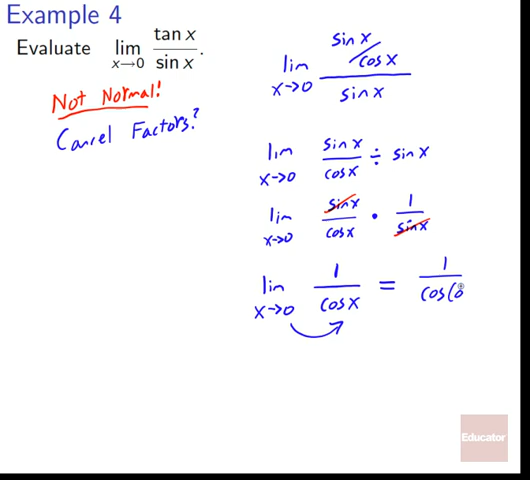 Example 4
Evaluate lim x→0 tan x / sin x.
Not Normal!
Cancel Factors?
lim x→0 (sin x / cos x) / sin x
lim x→0 sin x / cos x ÷ sin x
lim x→0 sin x / cos x • 1 / sin x
lim x→0 1 / cos x = 1 / cos(0
Educator